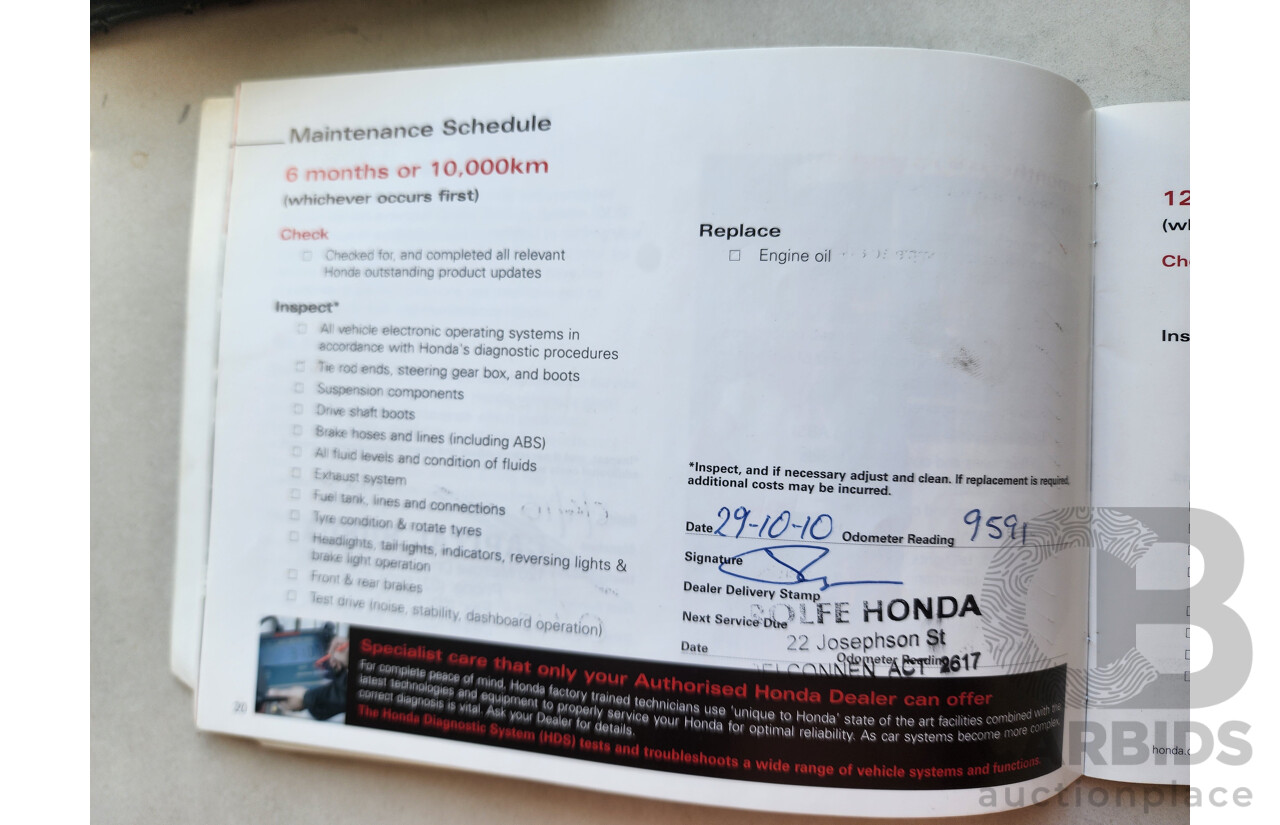 Maintenance Schedule
6 months or 10,000km
(whichever occurs first)
Check
Checked for, and completed all relevant
Honda outstanding product updates
Inspect*
All vehicle electronic operating systems in
accordance with Honda's diagnostic procedures
Tie rod ends, steering gear box, and boots
Suspension components
Drive shaft boots
Brake hoses and lines (including ABS)
All fluid levels and condition of fluids
Exhaust system
Fuel tank, lines and connections
Tyre condition & rotate tyres
Headlights, tail lights, indicators, reversing lights &
brake light operation
Front & rear brakes
Test drive (noise, stability, dashboard operation)
Replace
Engine oil
*Inspect, and if necessary adjust and clean. If replacement is required,
additional costs may be incurred.
Date 29-10-10 Odometer Reading 9591
Signature
Dealer Delivery Stamp
ROLFE HONDA
Next Service Due
22 Josephson St
Date Odometer Reading
BELCONNEN ACT 2617
Specialist care that only your Authorised Honda Dealer can offer
For complete peace of mind, Honda factory trained technicians use 'unique to Honda' state of the art facilities combined with the
latest technologies and equipment to properly service your Honda for optimal reliability. As car systems become more complex,
correct diagnosis is vital. Ask your Dealer for details.
The Honda Diagnostic System (HDS) tests and troubleshoots a wide range of vehicle systems and functions.
20
12
(wh
Ch
Ins
honda.c
CB
CARBIDS
auctionplace